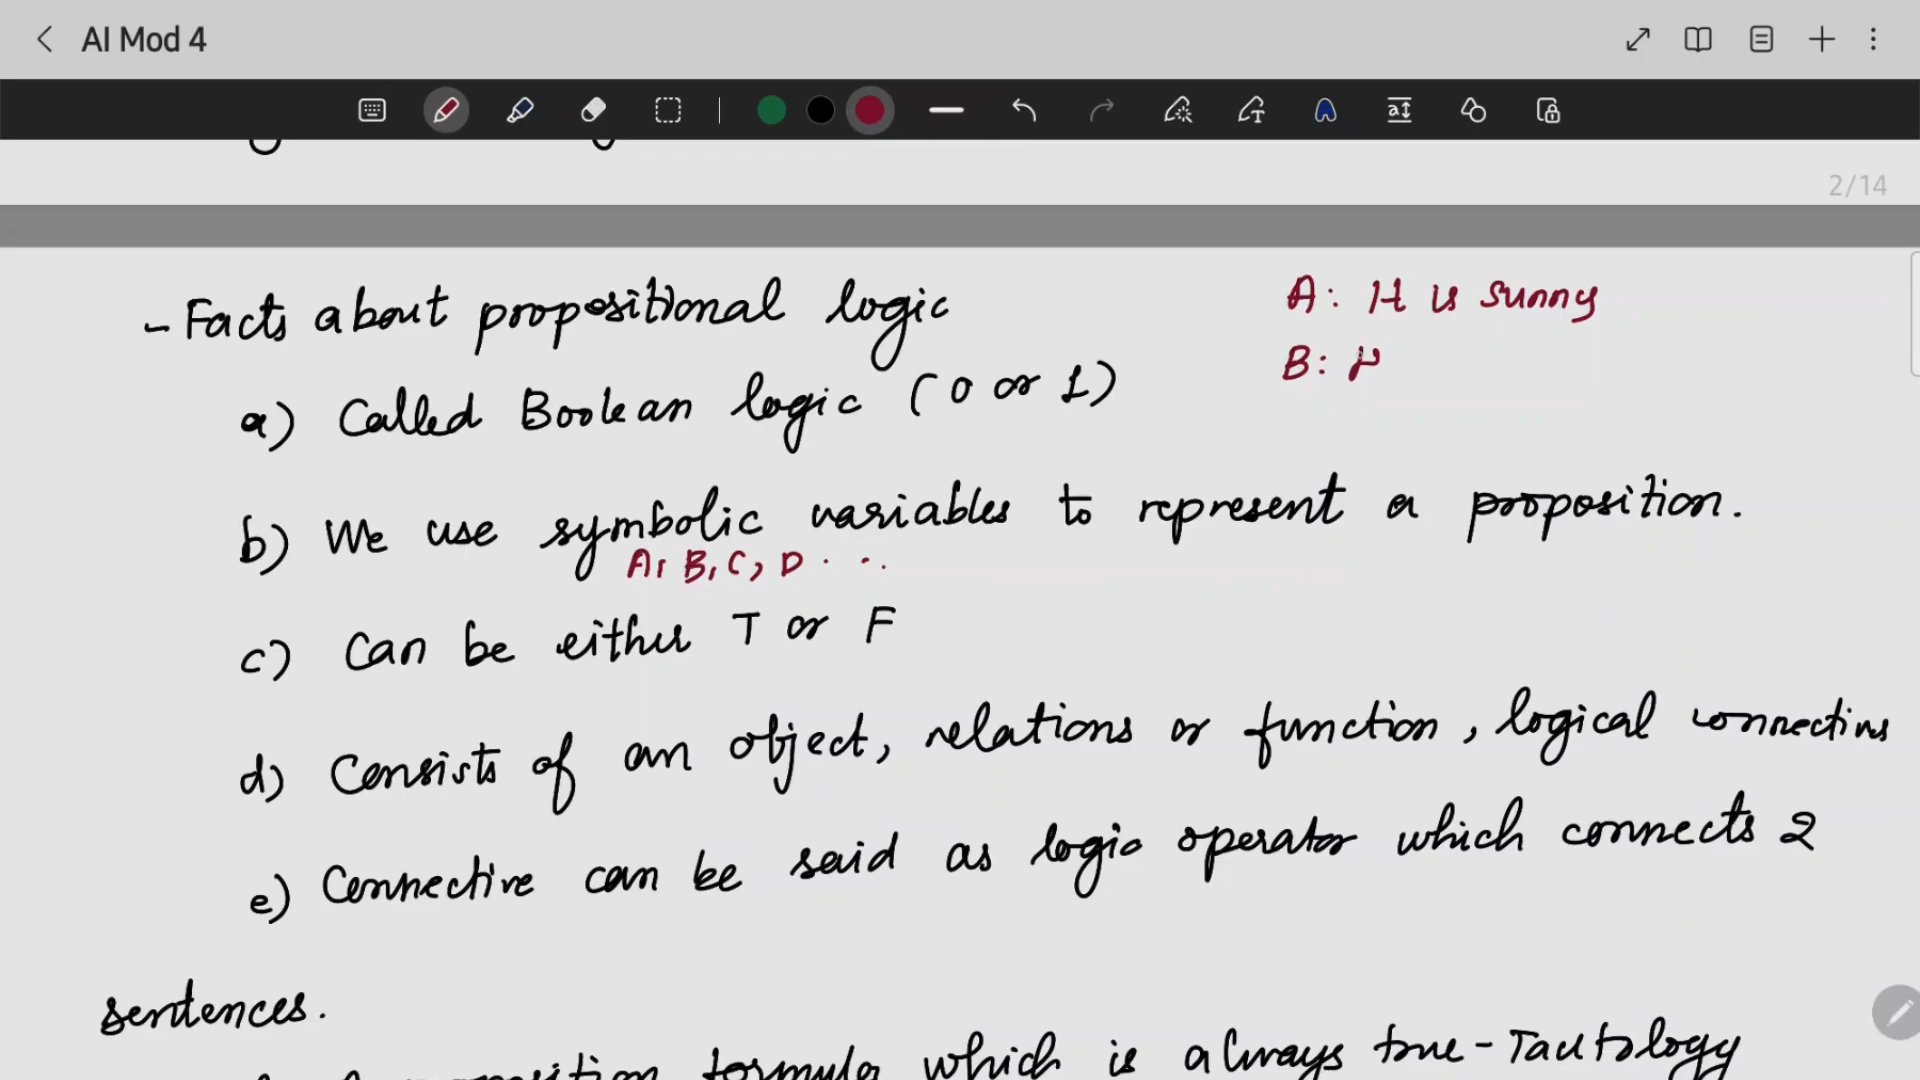 AI Mod 4
2/14
- Facts about propositional logic
A: It is sunny
B:
a) Called Boolean logic (0 or 1)
b) We use symbolic variables to represent a proposition.
A, B, C, D . . .
c) Can be either T or F
d) Consists of an object, relations or function, logical connectives
e) Connective can be said as logic operator which connects 2
sentences.
formula which is always true - Tautology